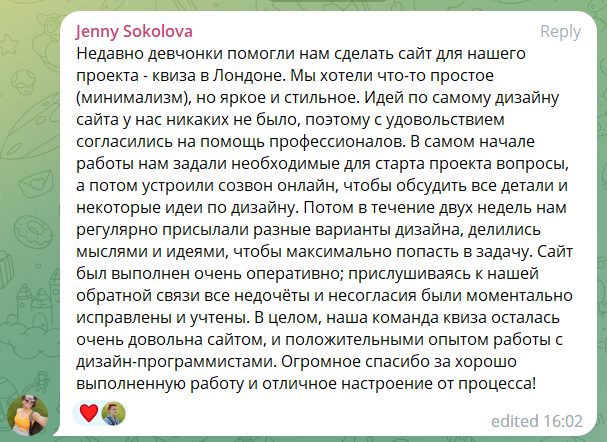 Jenny Sokolova
Reply
Недавно девчонки помогли нам сделать сайт для нашего
проекта - квиза в Лондоне. Мы хотели что-то простое
(минимализм), но яркое и стильное. Идей по самому дизайну
сайта у нас никаких не было, поэтому с удовольствием
согласились на помощь профессионалов. В самом начале
работы нам задали необходимые для старта проекта вопросы,
а потом устроили созвон онлайн, чтобы обсудить все детали и
некоторые идеи по дизайну. Потом в течение двух недель нам
регулярно присылали разные варианты дизайна, делились
мыслями и идеями, чтобы максимально попасть в задачу. Сайт
был выполнен очень оперативно; прислушиваясь к нашей
обратной связи все недочёты и несогласия были моментально
исправлены и учтены. В целом, наша команда квиза осталась
очень довольна сайтом, и положительными опытом работы с
дизайн-программистами. Огромное спасибо за хорошо
выполненную работу и отличное настроение от процесса!
edited 16:02